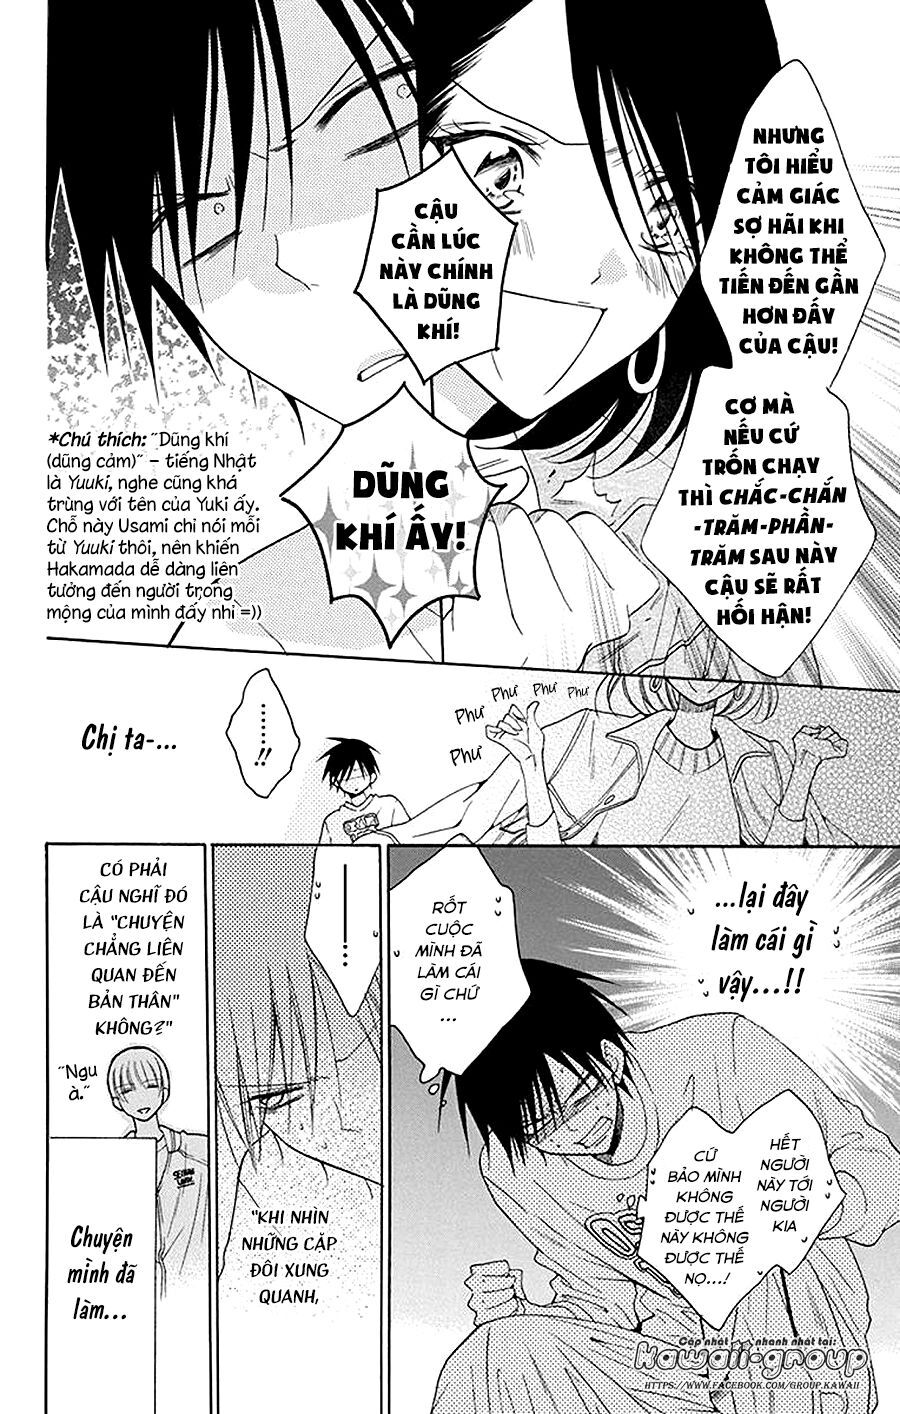 NHƯNG
TÔI HIỂU
CẢM GIÁC
SỢ HÃI KHI
KHÔNG THỂ
TIẾN ĐẾN GẦN
HƠN ĐẤY
CỦA CẬU!
CẬU
CẦN LÚC
NÀY CHÍNH
LÀ DŨNG
KHÍ!
CƠ MÀ
NẾU CỨ
TRỐN CHẠY
THÌ CHẮC-CHẮN
-TRĂM-PHẦN-
TRĂM SAU NÀY
CẬU SẼ RẤT
HỐI HẬN!
DŨNG
KHÍ ẤY!
*Chú thích: "Dũng khí
(dũng cảm)" – tiếng Nhật
là Yuuki, nghe cũng khá
trùng với tên của Yuki ấy.
Chỗ này Usami chỉ nói mỗi
từ Yuuki thôi, nên khiến
Hakamada dễ dàng liên
tưởng đến người trong
mộng của mình đấy nhỉ =))
Phư
Phư
Phư
Phư
Phư
......!!
Chị ta-...
...lại đây
làm cái gì
vậy...!!
RỐT
CUỘC
MÌNH ĐÃ
LÀM CÁI
GÌ CHỨ
...
HẾT
NGƯỜI
NÀY TỚI
NGƯỜI
KIA
CỨ
BẢO MÌNH
KHÔNG
ĐƯỢC THẾ
NÀY KHÔNG
ĐƯỢC THẾ
NỌ...!
"KHI NHÌN
NHỮNG CẶP
ĐÔI XUNG
QUANH,
CÓ PHẢI
CẬU NGHĨ ĐÓ
LÀ "CHUYỆN
CHẲNG LIÊN
QUAN ĐẾN
BẢN THÂN"
KHÔNG?"
"Ngu
à."
Chuyện
mình đã
làm...
Cập nhật nhanh nhất tại:
kawaii-group
HTTPS://WWW.FACEBOOK.COM/GROUP.KAWAII